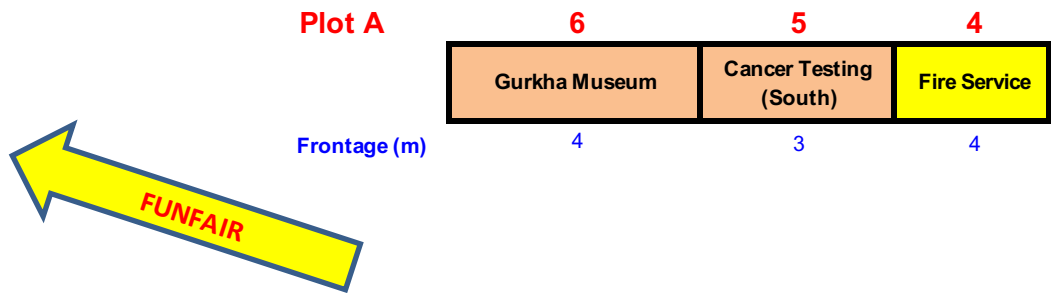 Plot A 6 5 4
Gurkha Museum
Cancer Testing
(South)
Fire Service
Frontage (m) 4 3 4
FUNFAIR